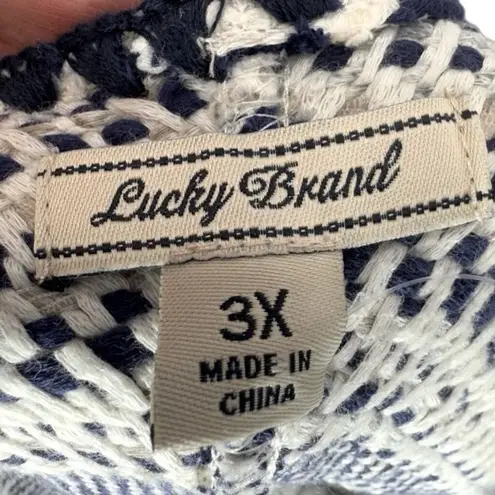 Lucky Brand
3X
MADE IN
CHINA